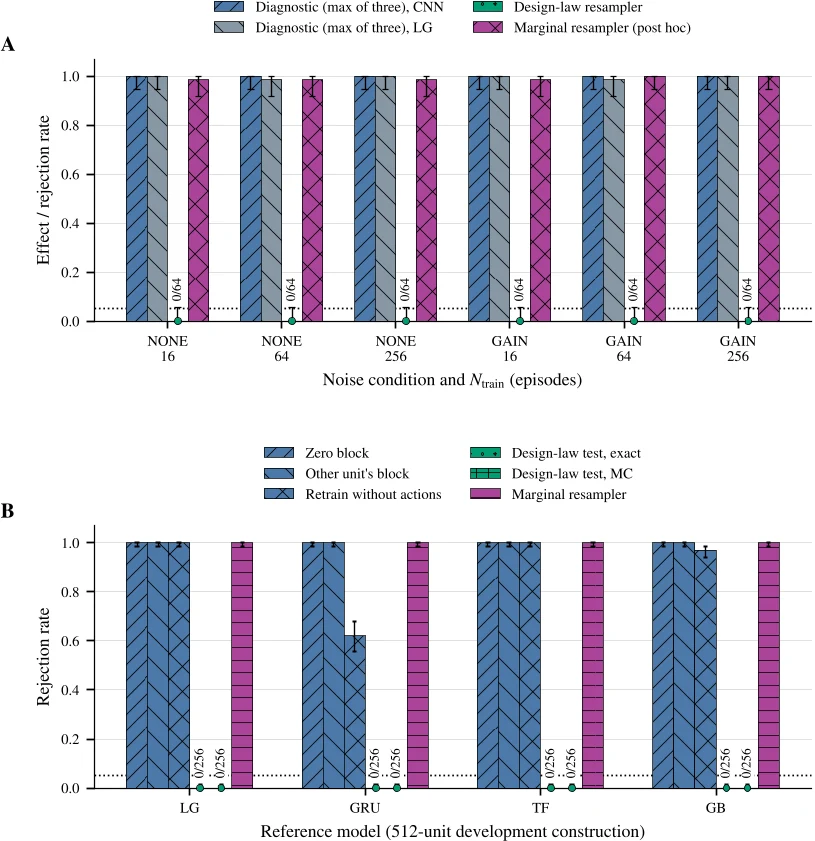 Diagnostic (max of three), CNN
Diagnostic (max of three), LG
Design-law resampler
Marginal resampler (post hoc)
A
Effect / rejection rate
1.0
0.8
0.6
0.4
0.2
0.0
0/64
0/64
0/64
0/64
0/64
0/64
NONE
16
NONE
64
NONE
256
GAIN
16
GAIN
64
GAIN
256
Noise condition and Ntrain (episodes)
Zero block
Other unit's block
Retrain without actions
Design-law test, exact
Design-law test, MC
Marginal resampler
B
Rejection rate
1.0
0.8
0.6
0.4
0.2
0.0
0/256
0/256
0/256
0/256
0/256
0/256
0/256
0/256
LG
GRU
TF
GB
Reference model (512-unit development construction)